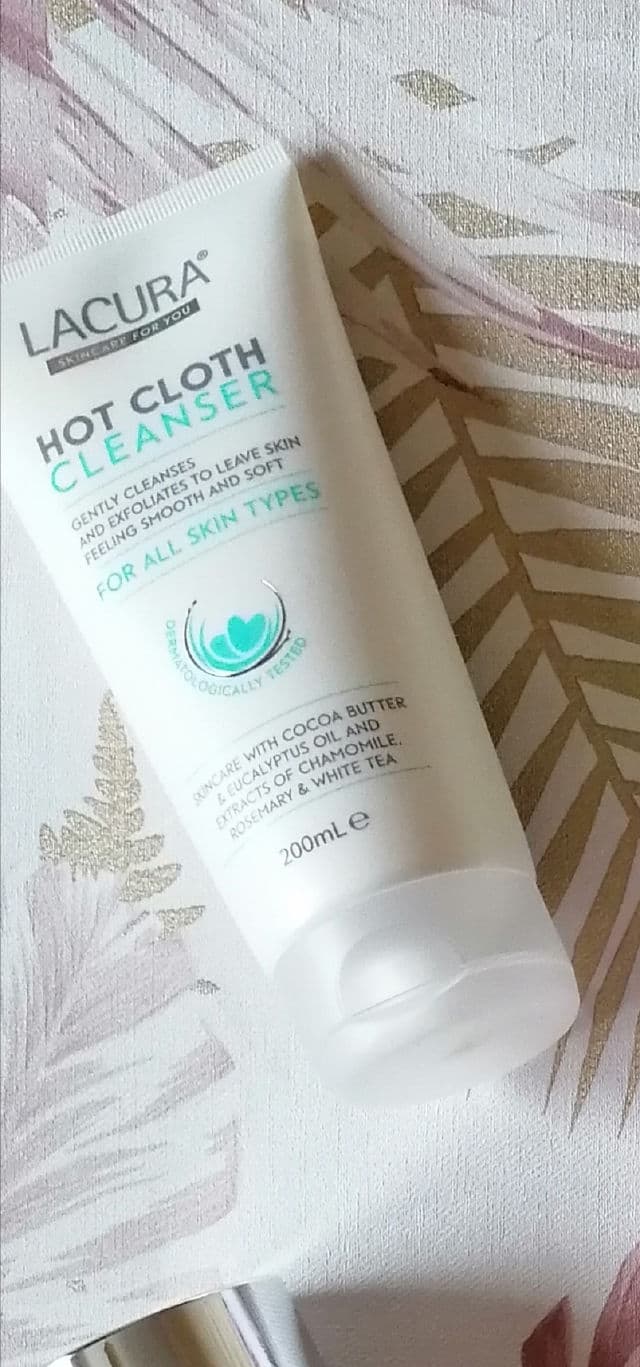 LACURA®
SKINCARE FOR YOU
HOT CLOTH
CLEANSER
GENTLY CLEANSES
AND EXFOLIATES TO LEAVE SKIN
FEELING SMOOTH AND SOFT
FOR ALL SKIN TYPES
DERMATOLOGICALLY TESTED
SKINCARE WITH COCOA BUTTER
& EUCALYPTUS OIL AND
EXTRACTS OF CHAMOMILE,
ROSEMARY & WHITE TEA
200mL ℮